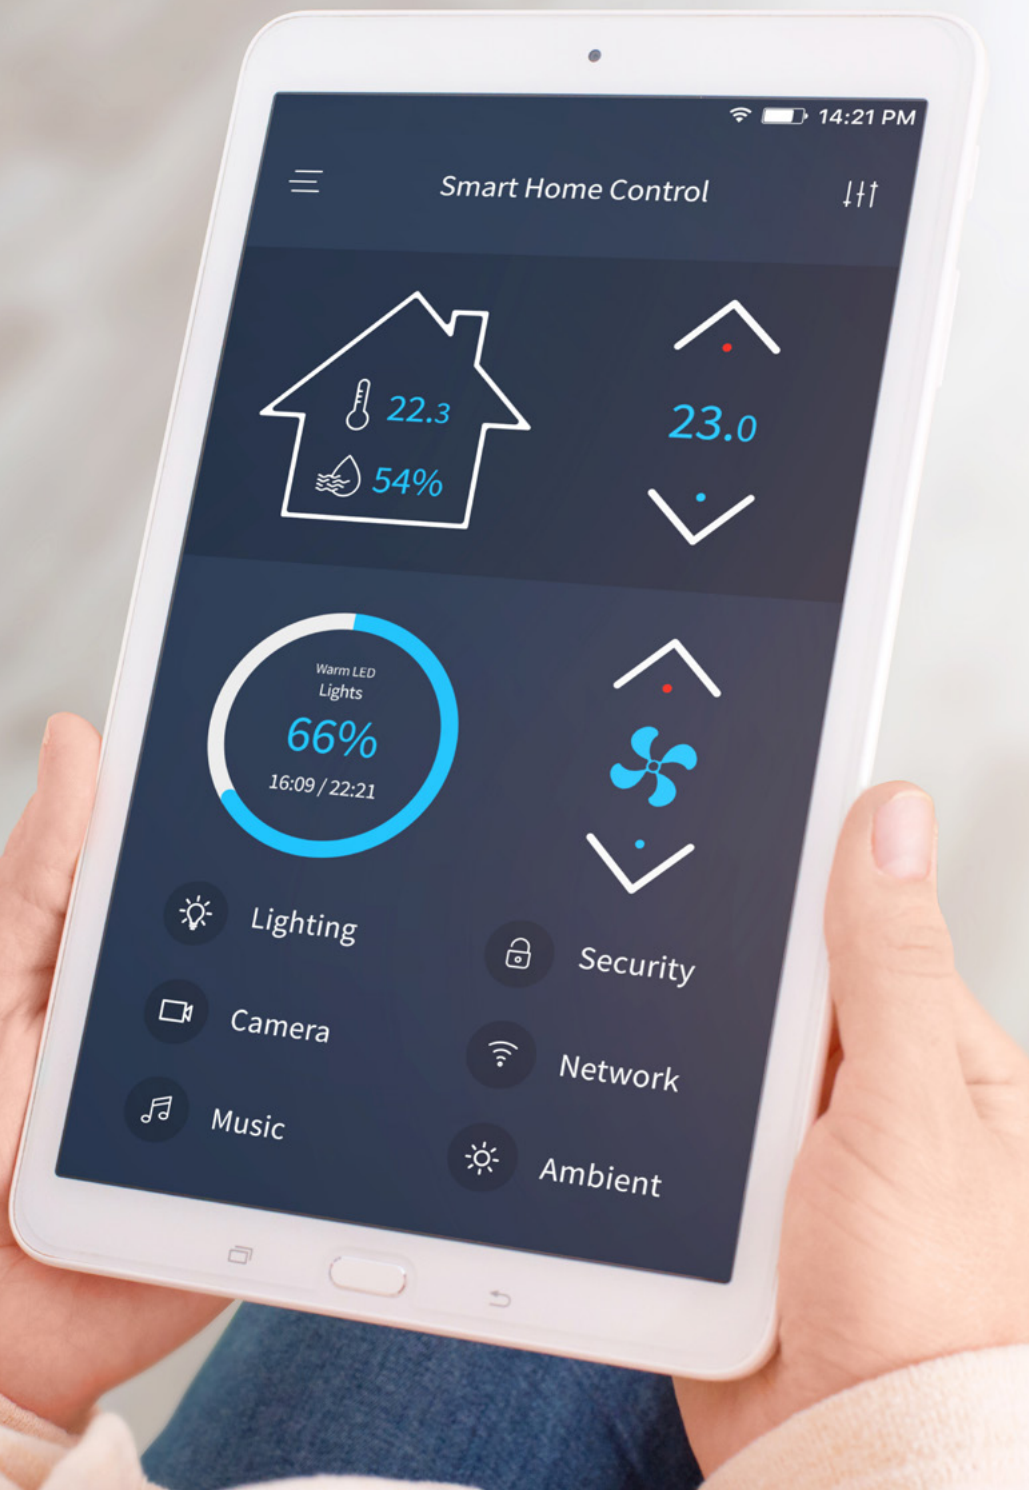 14:21 PM
Smart Home Control
22.3
54%
23.0
Warm LED
Lights
66%
16:09 / 22:21
Lighting
Camera
Music
Security
Network
Ambient